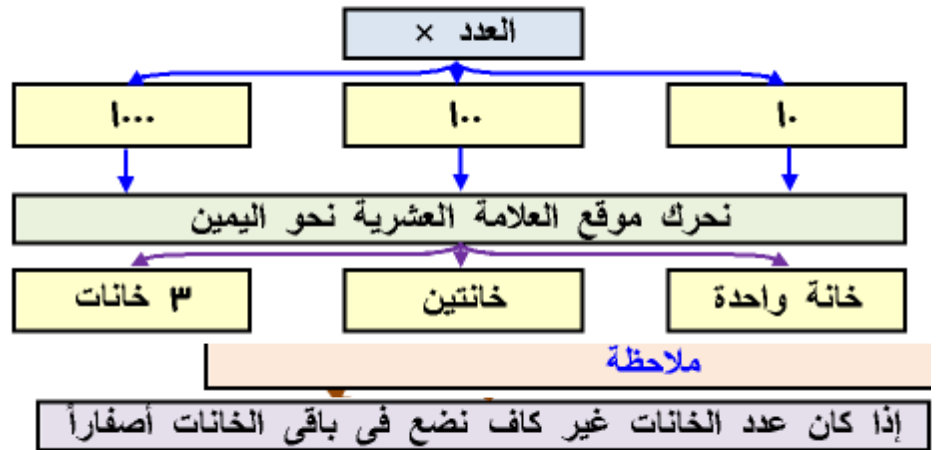 العدد ×
١٠ ١٠٠ ١٠٠٠
نحرك موقع العلامة العشرية نحو اليمين
خانة واحدة خانتين ٣ خانات
ملاحظة
إذا كان عدد الخانات غير كاف نضع فى باقى الخانات أصفاراً